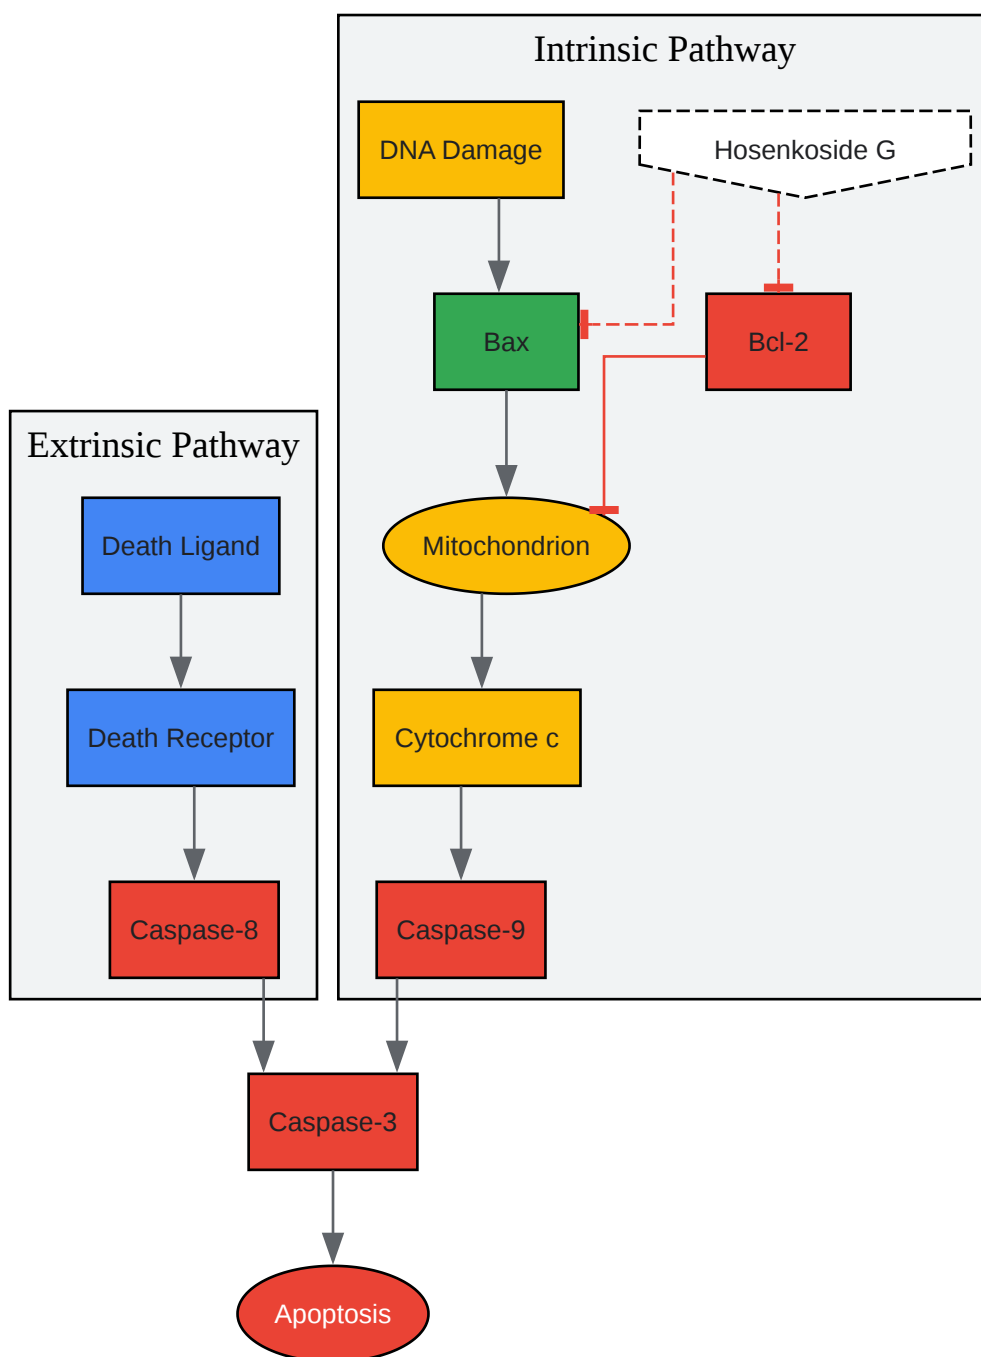 Intrinsic Pathway
DNA Damage
Hosenkoside G
Bax
Bcl-2
Extrinsic Pathway
Death Ligand
Mitochondrion
Death Receptor
Cytochrome c
Caspase-8
Caspase-9
Caspase-3
Apoptosis